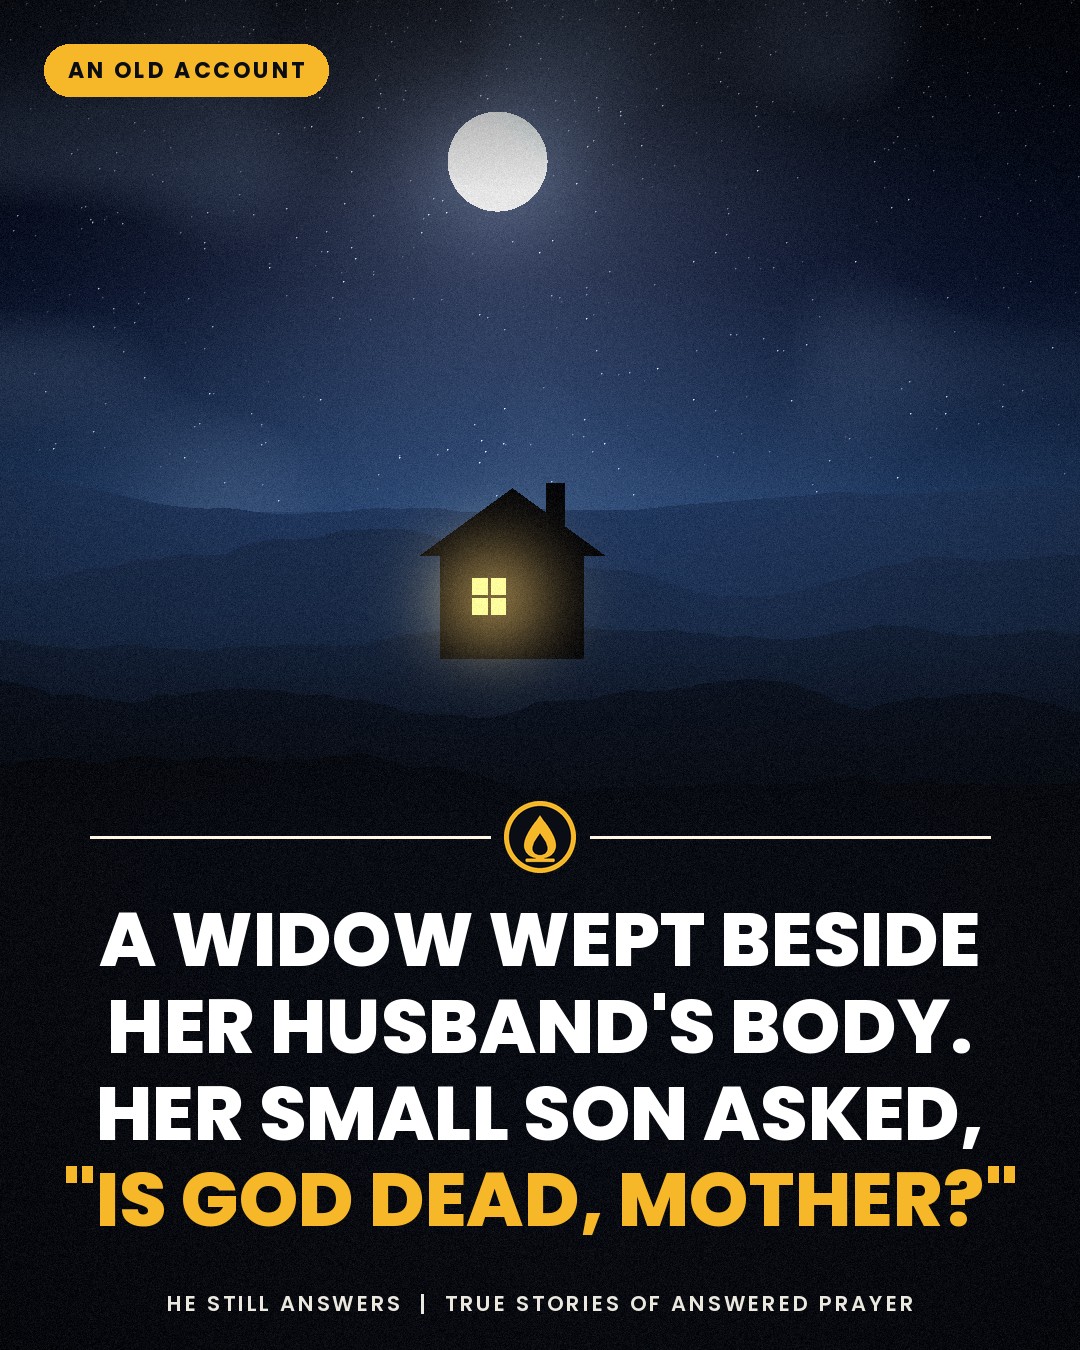 AN OLD ACCOUNT
A WIDOW WEPT BESIDE
HER HUSBAND'S BODY.
HER SMALL SON ASKED,
"IS GOD DEAD, MOTHER?"
HE STILL ANSWERS | TRUE STORIES OF ANSWERED PRAYER